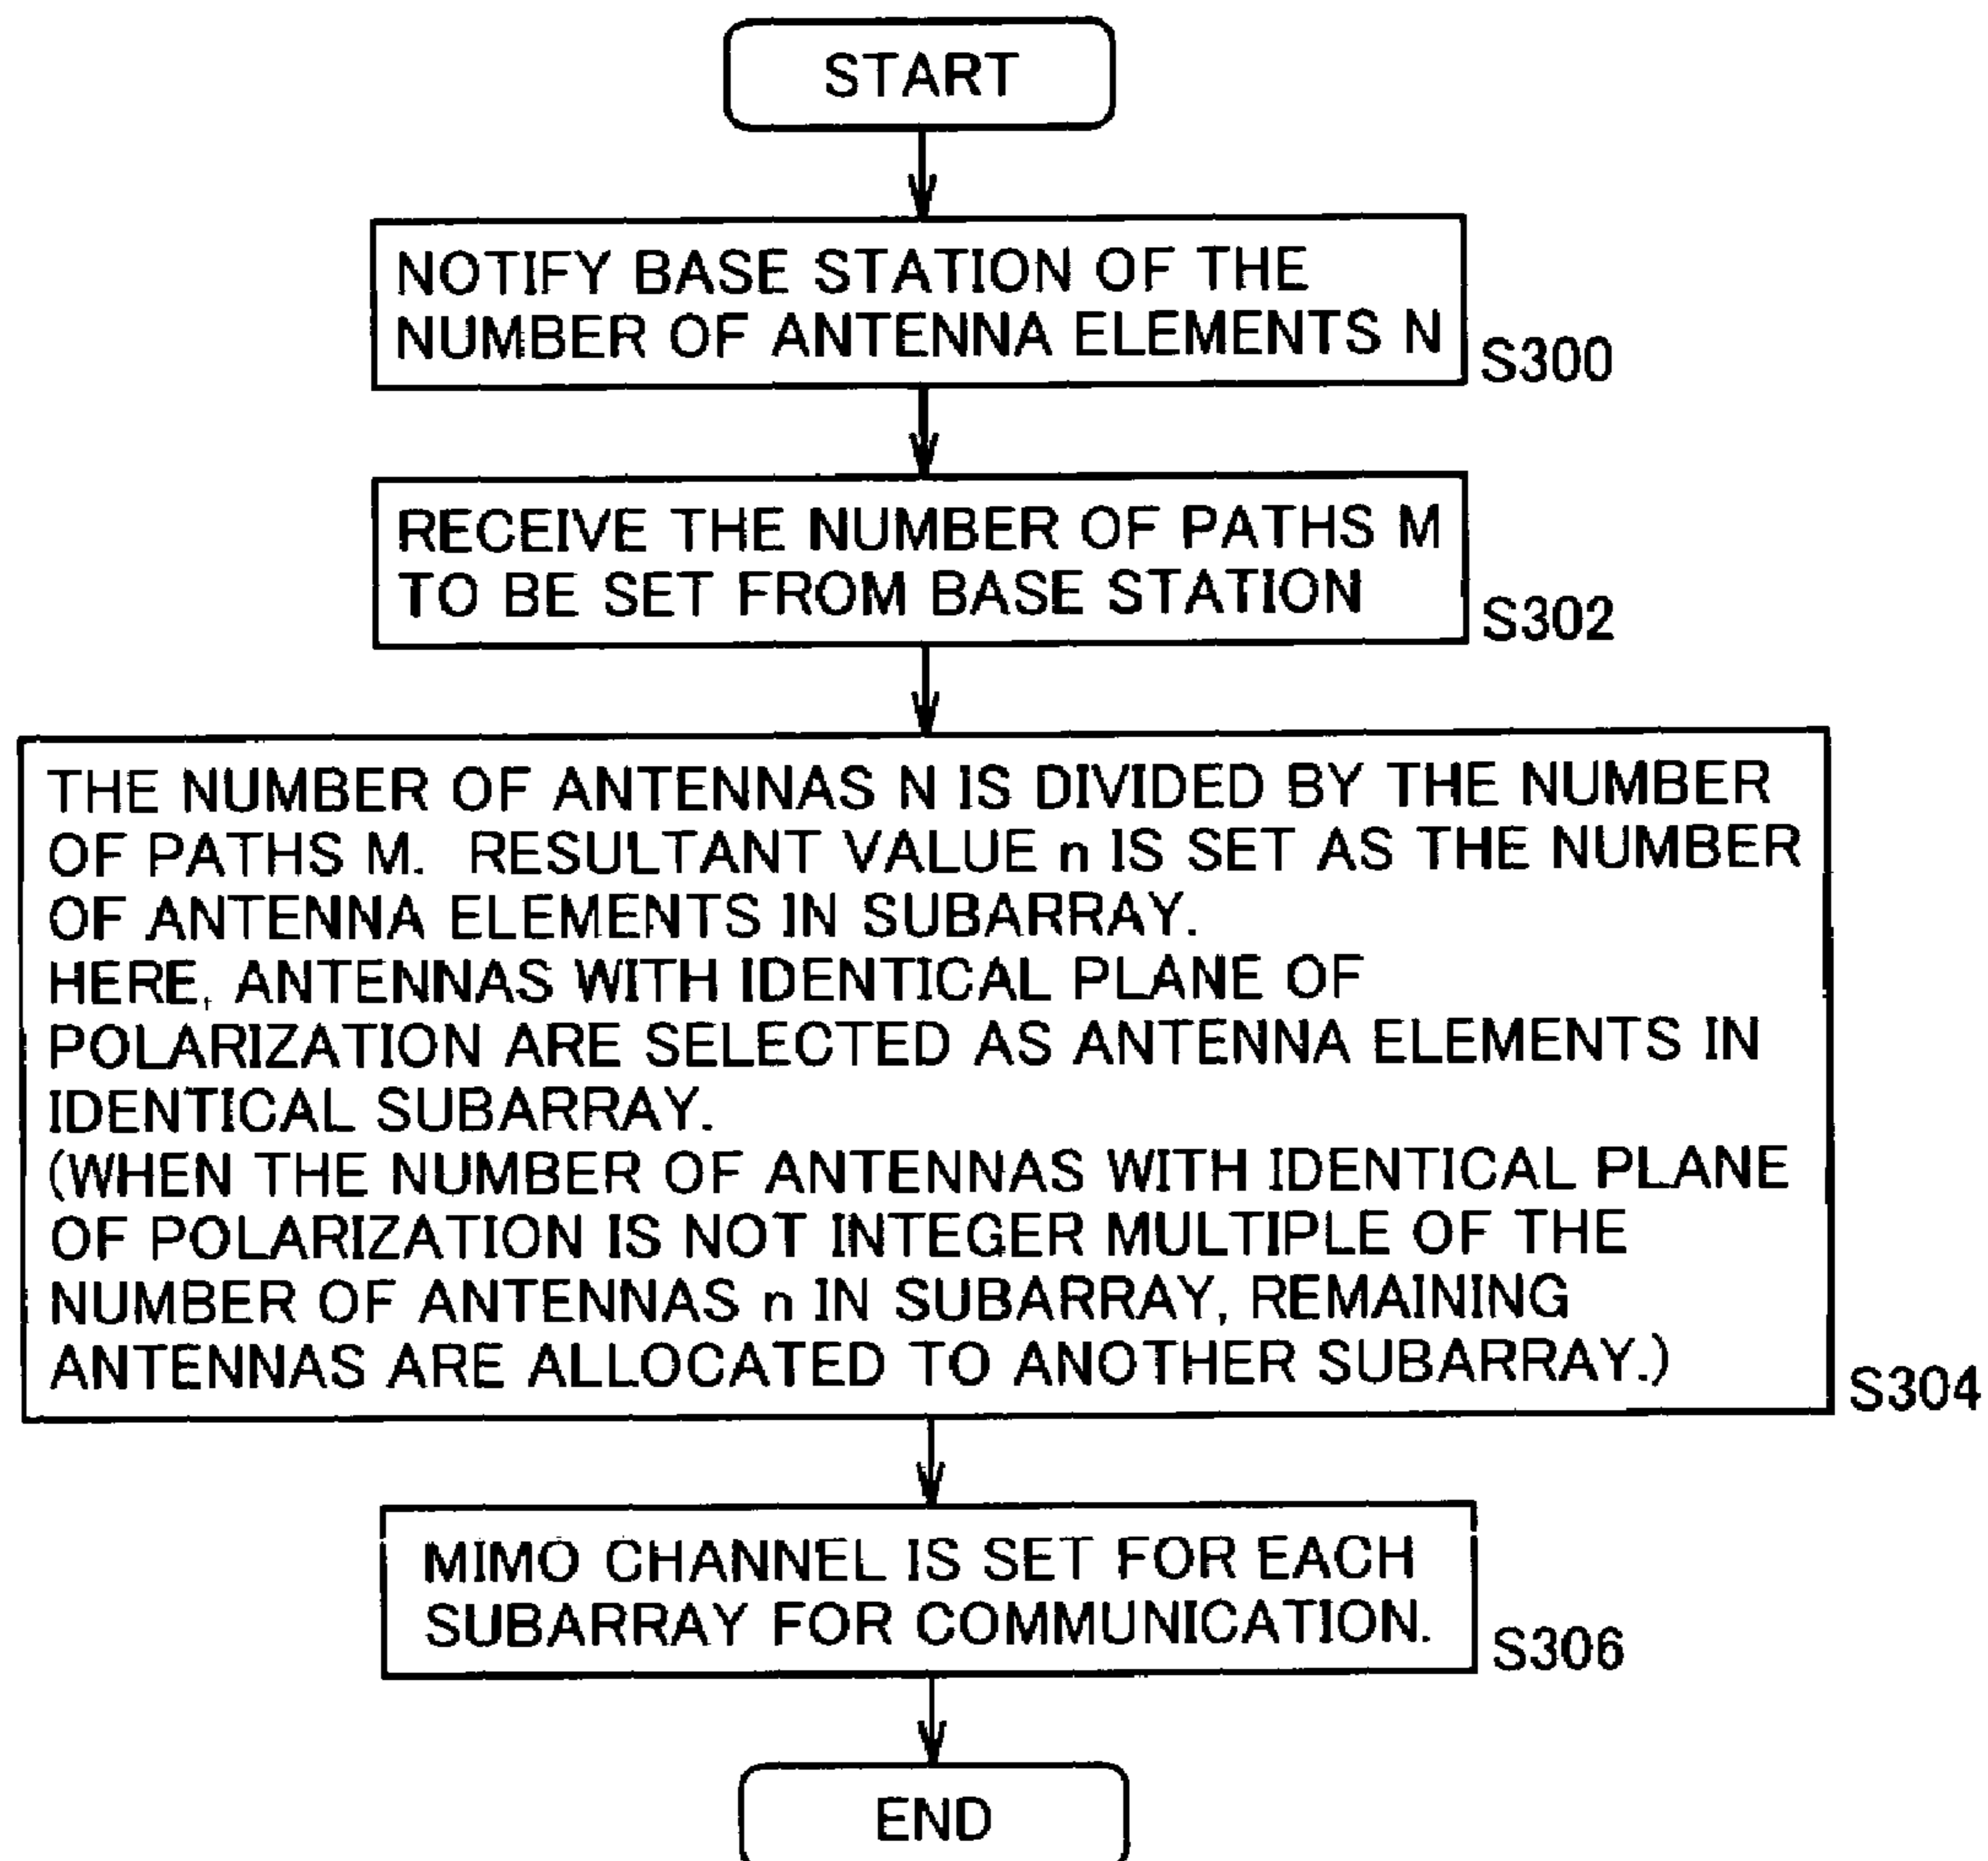 START
NOTIFY BASE STATION OF THE
NUMBER OF ANTENNA ELEMENTS N
S300
RECEIVE THE NUMBER OF PATHS M
TO BE SET FROM BASE STATION
S302
THE NUMBER OF ANTENNAS N IS DIVIDED BY THE NUMBER
OF PATHS M. RESULTANT VALUE n IS SET AS THE NUMBER
OF ANTENNA ELEMENTS IN SUBARRAY.
HERE, ANTENNAS WITH IDENTICAL PLANE OF
POLARIZATION ARE SELECTED AS ANTENNA ELEMENTS IN
IDENTICAL SUBARRAY.
(WHEN THE NUMBER OF ANTENNAS WITH IDENTICAL PLANE
OF POLARIZATION IS NOT INTEGER MULTIPLE OF THE
NUMBER OF ANTENNAS n IN SUBARRAY, REMAINING
ANTENNAS ARE ALLOCATED TO ANOTHER SUBARRAY.)
S304
MIMO CHANNEL IS SET FOR EACH
SUBARRAY FOR COMMUNICATION.
S306
END